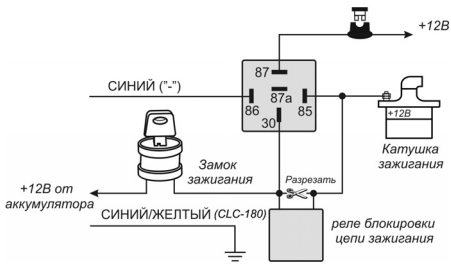 +12В
87
СИНИЙ ("-")
87а
86
85
30
+12В
Катушка
зажигания
Замок
зажигания
Разрезать
+12В от
аккумулятора
СИНИЙ/ЖЕЛТЫЙ (CLC-180)
реле блокировки
цепи зажигания